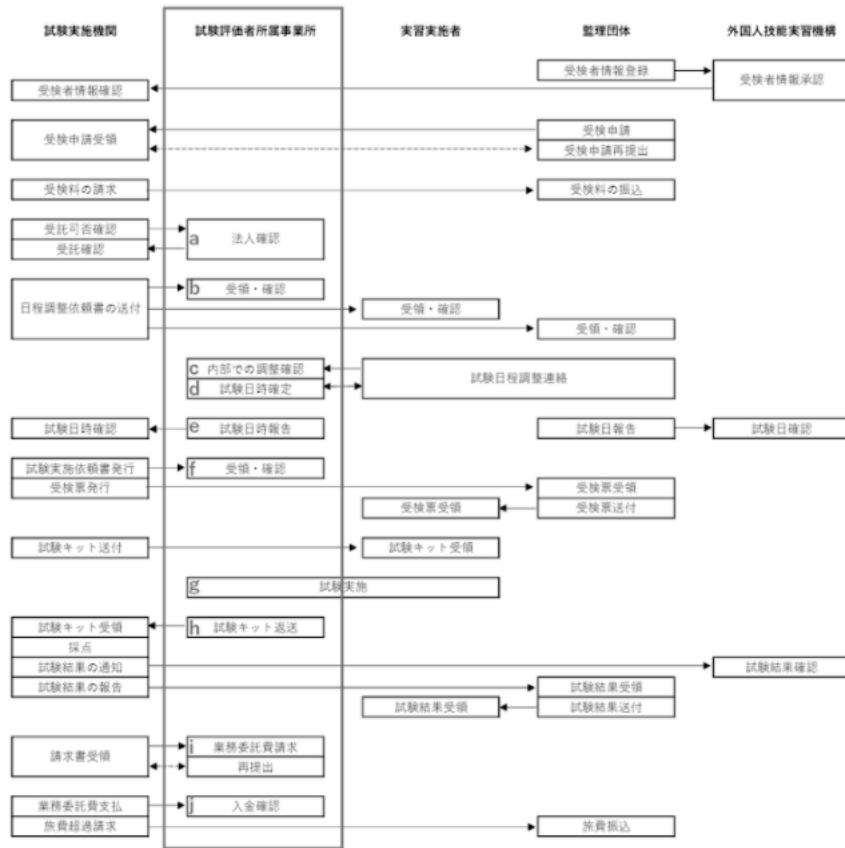 試験実施機関 試験評価者所属事業所 実習実施者 監理団体 外国人技能実習機構
受検者情報登録 受検者情報承認
受検者情報確認
受検申請受領 受検申請
受検申請再提出
受検料の請求 受検料の振込
受託可否確認 a 法人確認
受託確認
日程調整依頼書の送付 b 受領・確認
受領・確認
受領・確認
c 内部での調整確認 試験日程調整連絡
d 試験日時確定
試験日時確認 e 試験日時報告 試験日報告 試験日確認
試験実施依頼書発行 f 受領・確認
受検票発行 受検票受領
受検票受領 受検票送付
試験キット送付 試験キット受領
g 試験実施
試験キット受領 h 試験キット返送
採点
試験結果の通知 試験結果確認
試験結果の報告 試験結果受領
試験結果受領 試験結果送付
請求書受領 i 業務委託費請求
再提出
業務委託費支払 j 入金確認
旅費超過請求 旅費振込